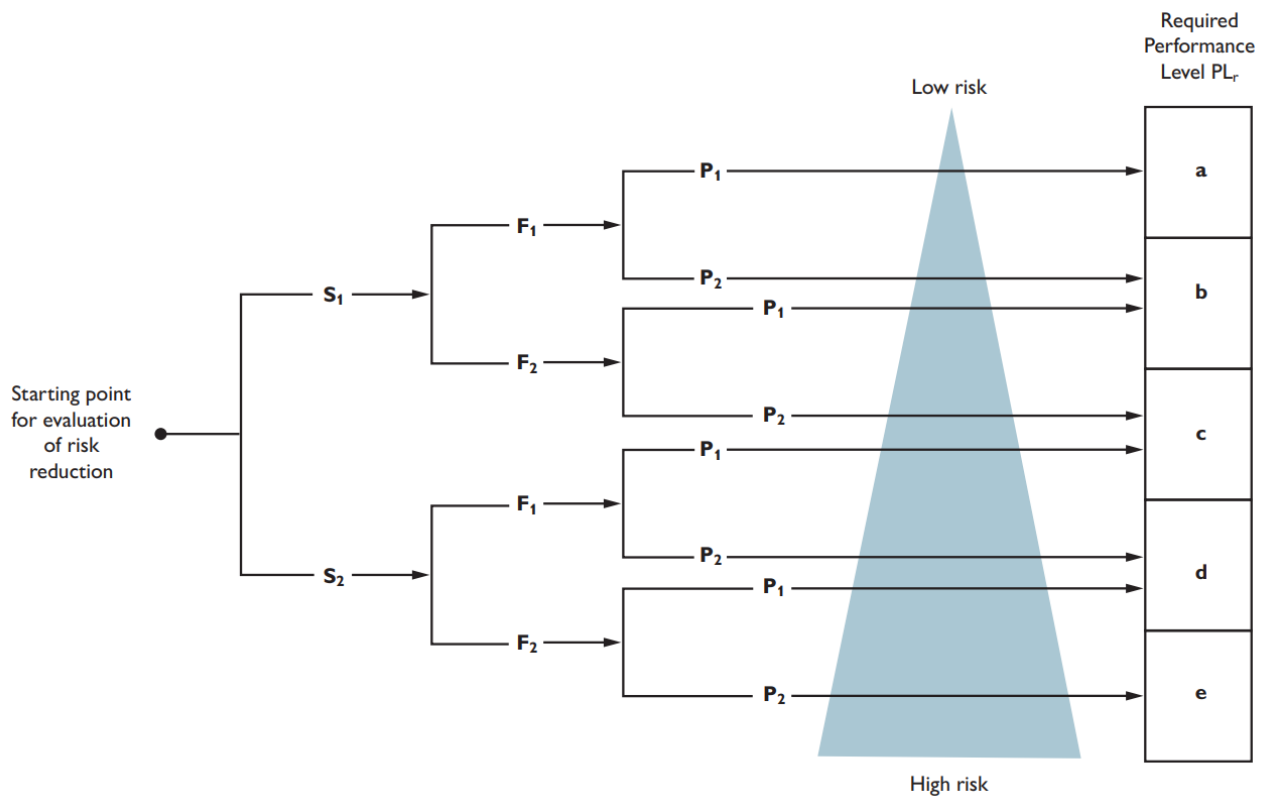 Required
Performance
Level PLr
Low risk
P1
a
F1
P2
b
S1
P1
F2
Starting point
for evaluation
of risk
reduction
P2
c
P1
F1
P2
d
S2
P1
F2
P2
e
High risk